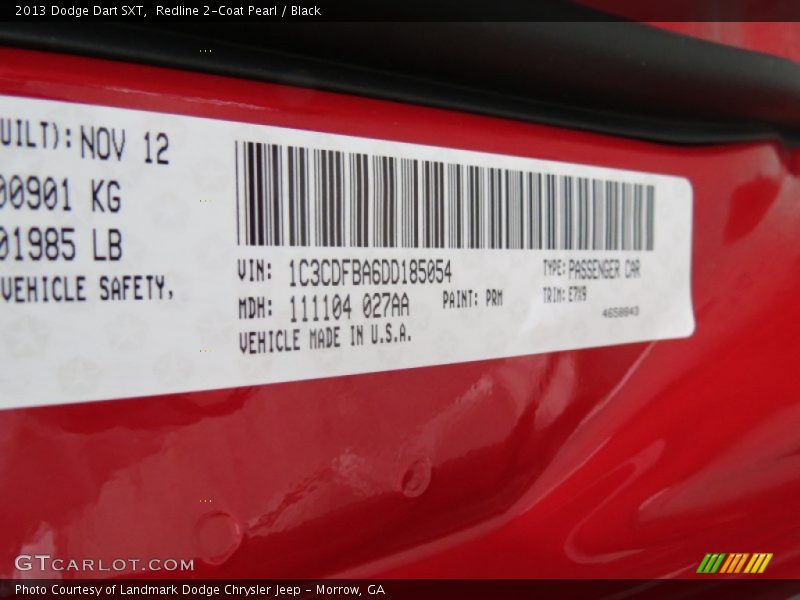 2013 Dodge Dart SXT, Redline 2-Coat Pearl / Black
UILT): NOV 12
00901 KG
01985 LB
VEHICLE SAFETY,
VIN: 1C3CDFBA6DD185054
MDH: 111104 027AA
PAINT: PRM
VEHICLE MADE IN U.S.A.
TYPE: PASSENGER CAR
TRIM: E7X9
4658843
GTCARLOT.COM
Photo Courtesy of Landmark Dodge Chrysler Jeep - Morrow, GA